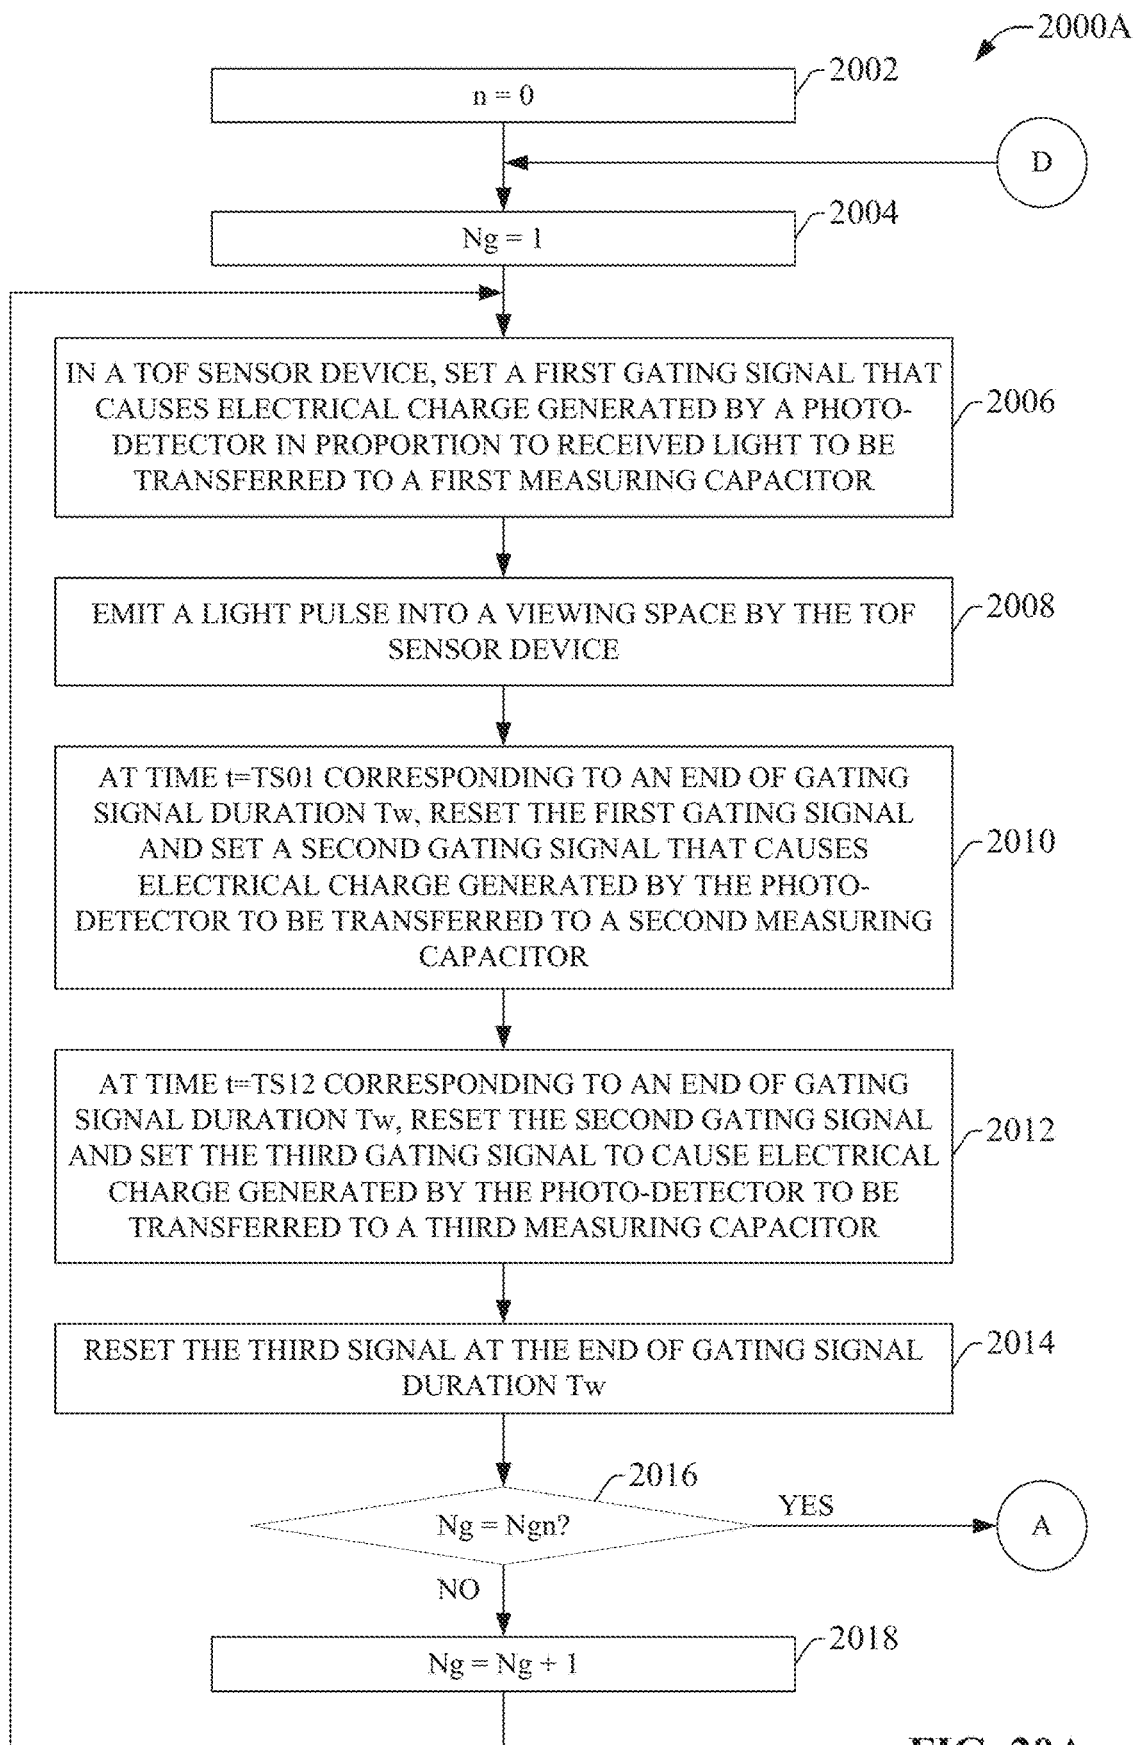 2000A
2002
n = 0
D
2004
Ng = 1
IN A TOF SENSOR DEVICE, SET A FIRST GATING SIGNAL THAT
CAUSES ELECTRICAL CHARGE GENERATED BY A PHOTO-
DETECTOR IN PROPORTION TO RECEIVED LIGHT TO BE
TRANSFERRED TO A FIRST MEASURING CAPACITOR
2006
EMIT A LIGHT PULSE INTO A VIEWING SPACE BY THE TOF
SENSOR DEVICE
2008
AT TIME t=TS01 CORRESPONDING TO AN END OF GATING
SIGNAL DURATION Tw, RESET THE FIRST GATING SIGNAL
AND SET A SECOND GATING SIGNAL THAT CAUSES
ELECTRICAL CHARGE GENERATED BY THE PHOTO-
DETECTOR TO BE TRANSFERRED TO A SECOND MEASURING
CAPACITOR
2010
AT TIME t=TS12 CORRESPONDING TO AN END OF GATING
SIGNAL DURATION Tw, RESET THE SECOND GATING SIGNAL
AND SET THE THIRD GATING SIGNAL TO CAUSE ELECTRICAL
CHARGE GENERATED BY THE PHOTO-DETECTOR TO BE
TRANSFERRED TO A THIRD MEASURING CAPACITOR
2012
RESET THE THIRD SIGNAL AT THE END OF GATING SIGNAL
DURATION Tw
2014
2016
Ng = Ngn?
YES
A
NO
2018
Ng = Ng + 1